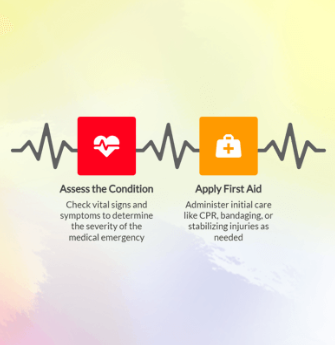 Assess the Condition
Check vital signs and
symptoms to determine
the severity of the
medical emergency
Apply First Aid
Administer initial care
like CPR, bandaging, or
stabilizing injuries as
needed